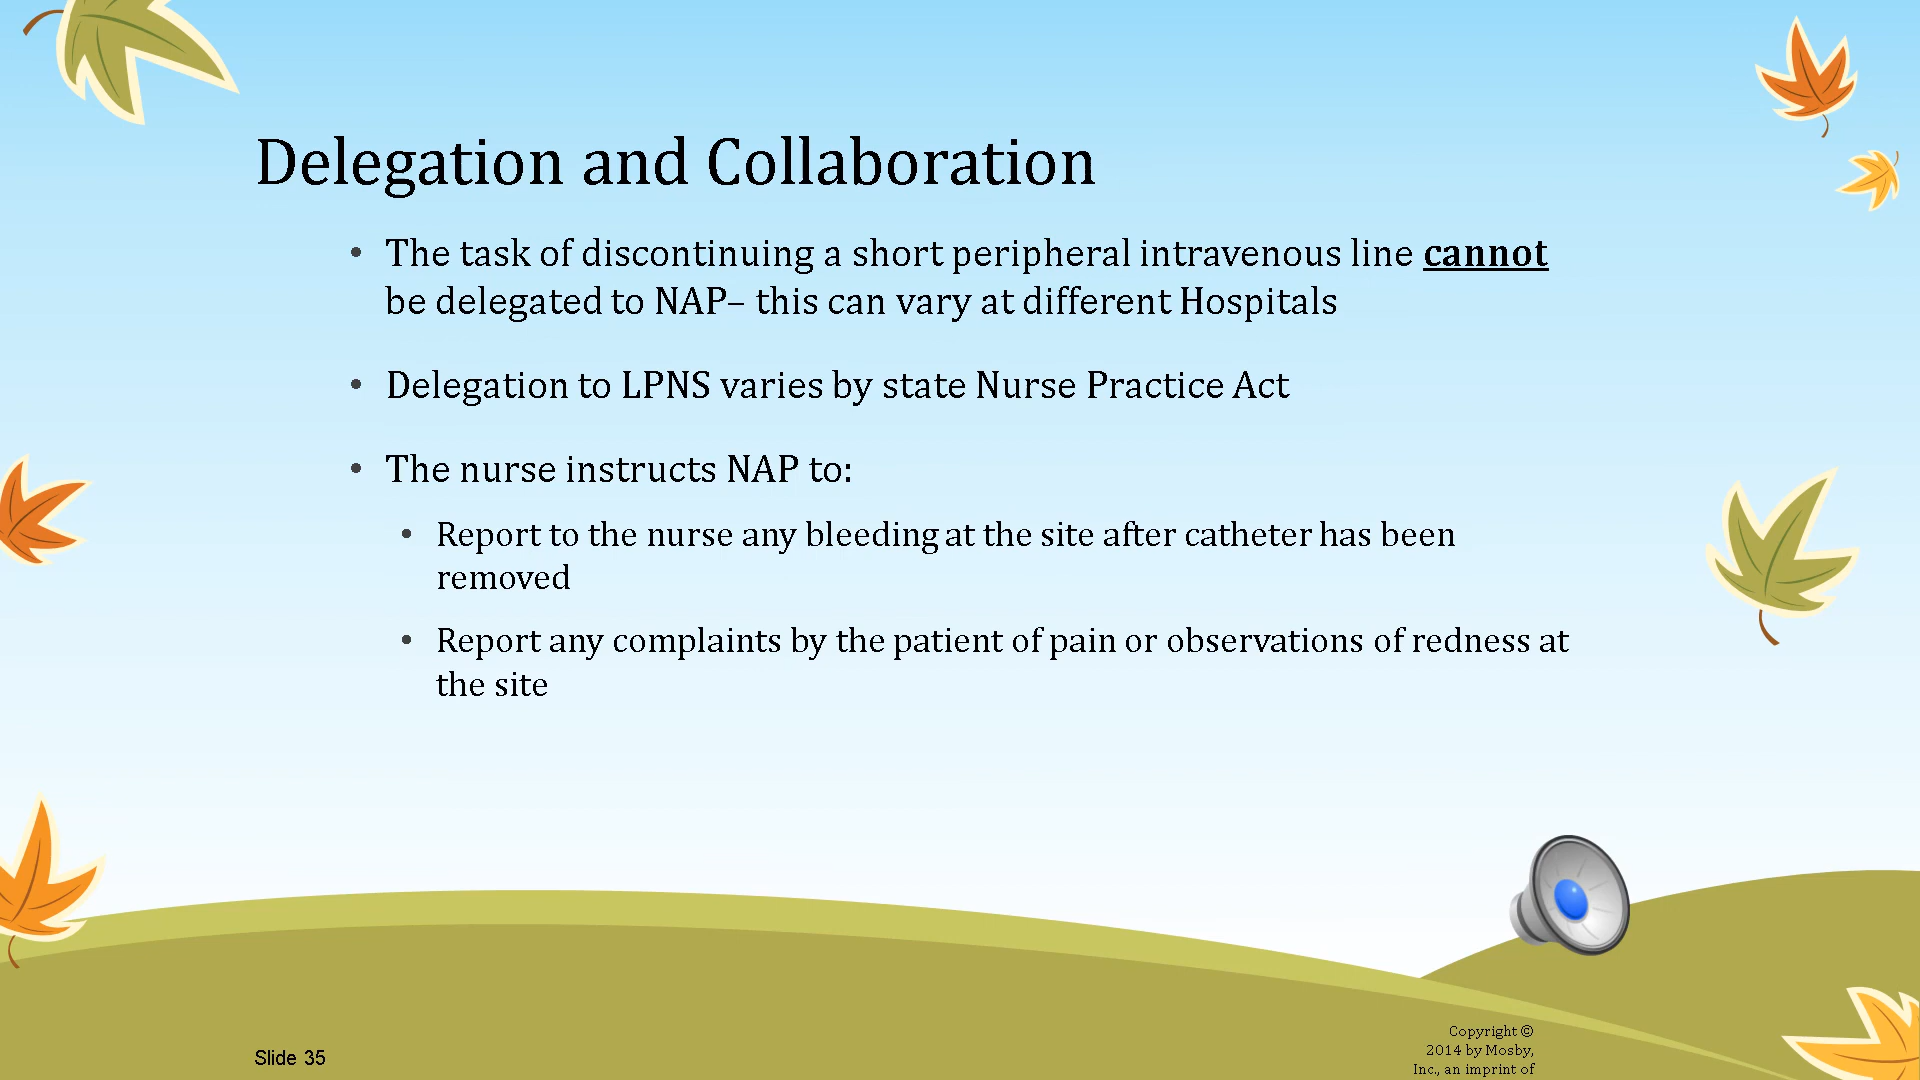 Delegation and Collaboration
• The task of discontinuing a short peripheral intravenous line cannot
be delegated to NAP– this can vary at different Hospitals
• Delegation to LPNS varies by state Nurse Practice Act
• The nurse instructs NAP to:
• Report to the nurse any bleeding at the site after catheter has been
removed
• Report any complaints by the patient of pain or observations of redness at
the site
Slide 35
Copyright ©
2014 by Mosby,
Inc., an imprint of